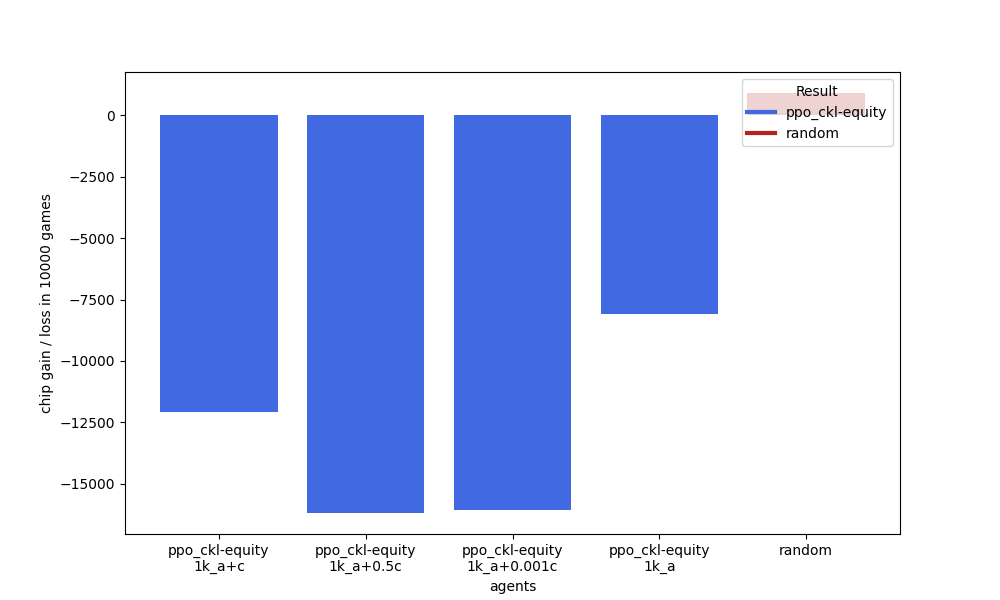 Result
ppo_ckl-equity
random
0
−2500
−5000
−7500
−10000
−12500
−15000
chip gain / loss in 10000 games
ppo_ckl-equity
1k_a+c
ppo_ckl-equity
1k_a+0.5c
ppo_ckl-equity
1k_a+0.001c
ppo_ckl-equity
1k_a
random
agents